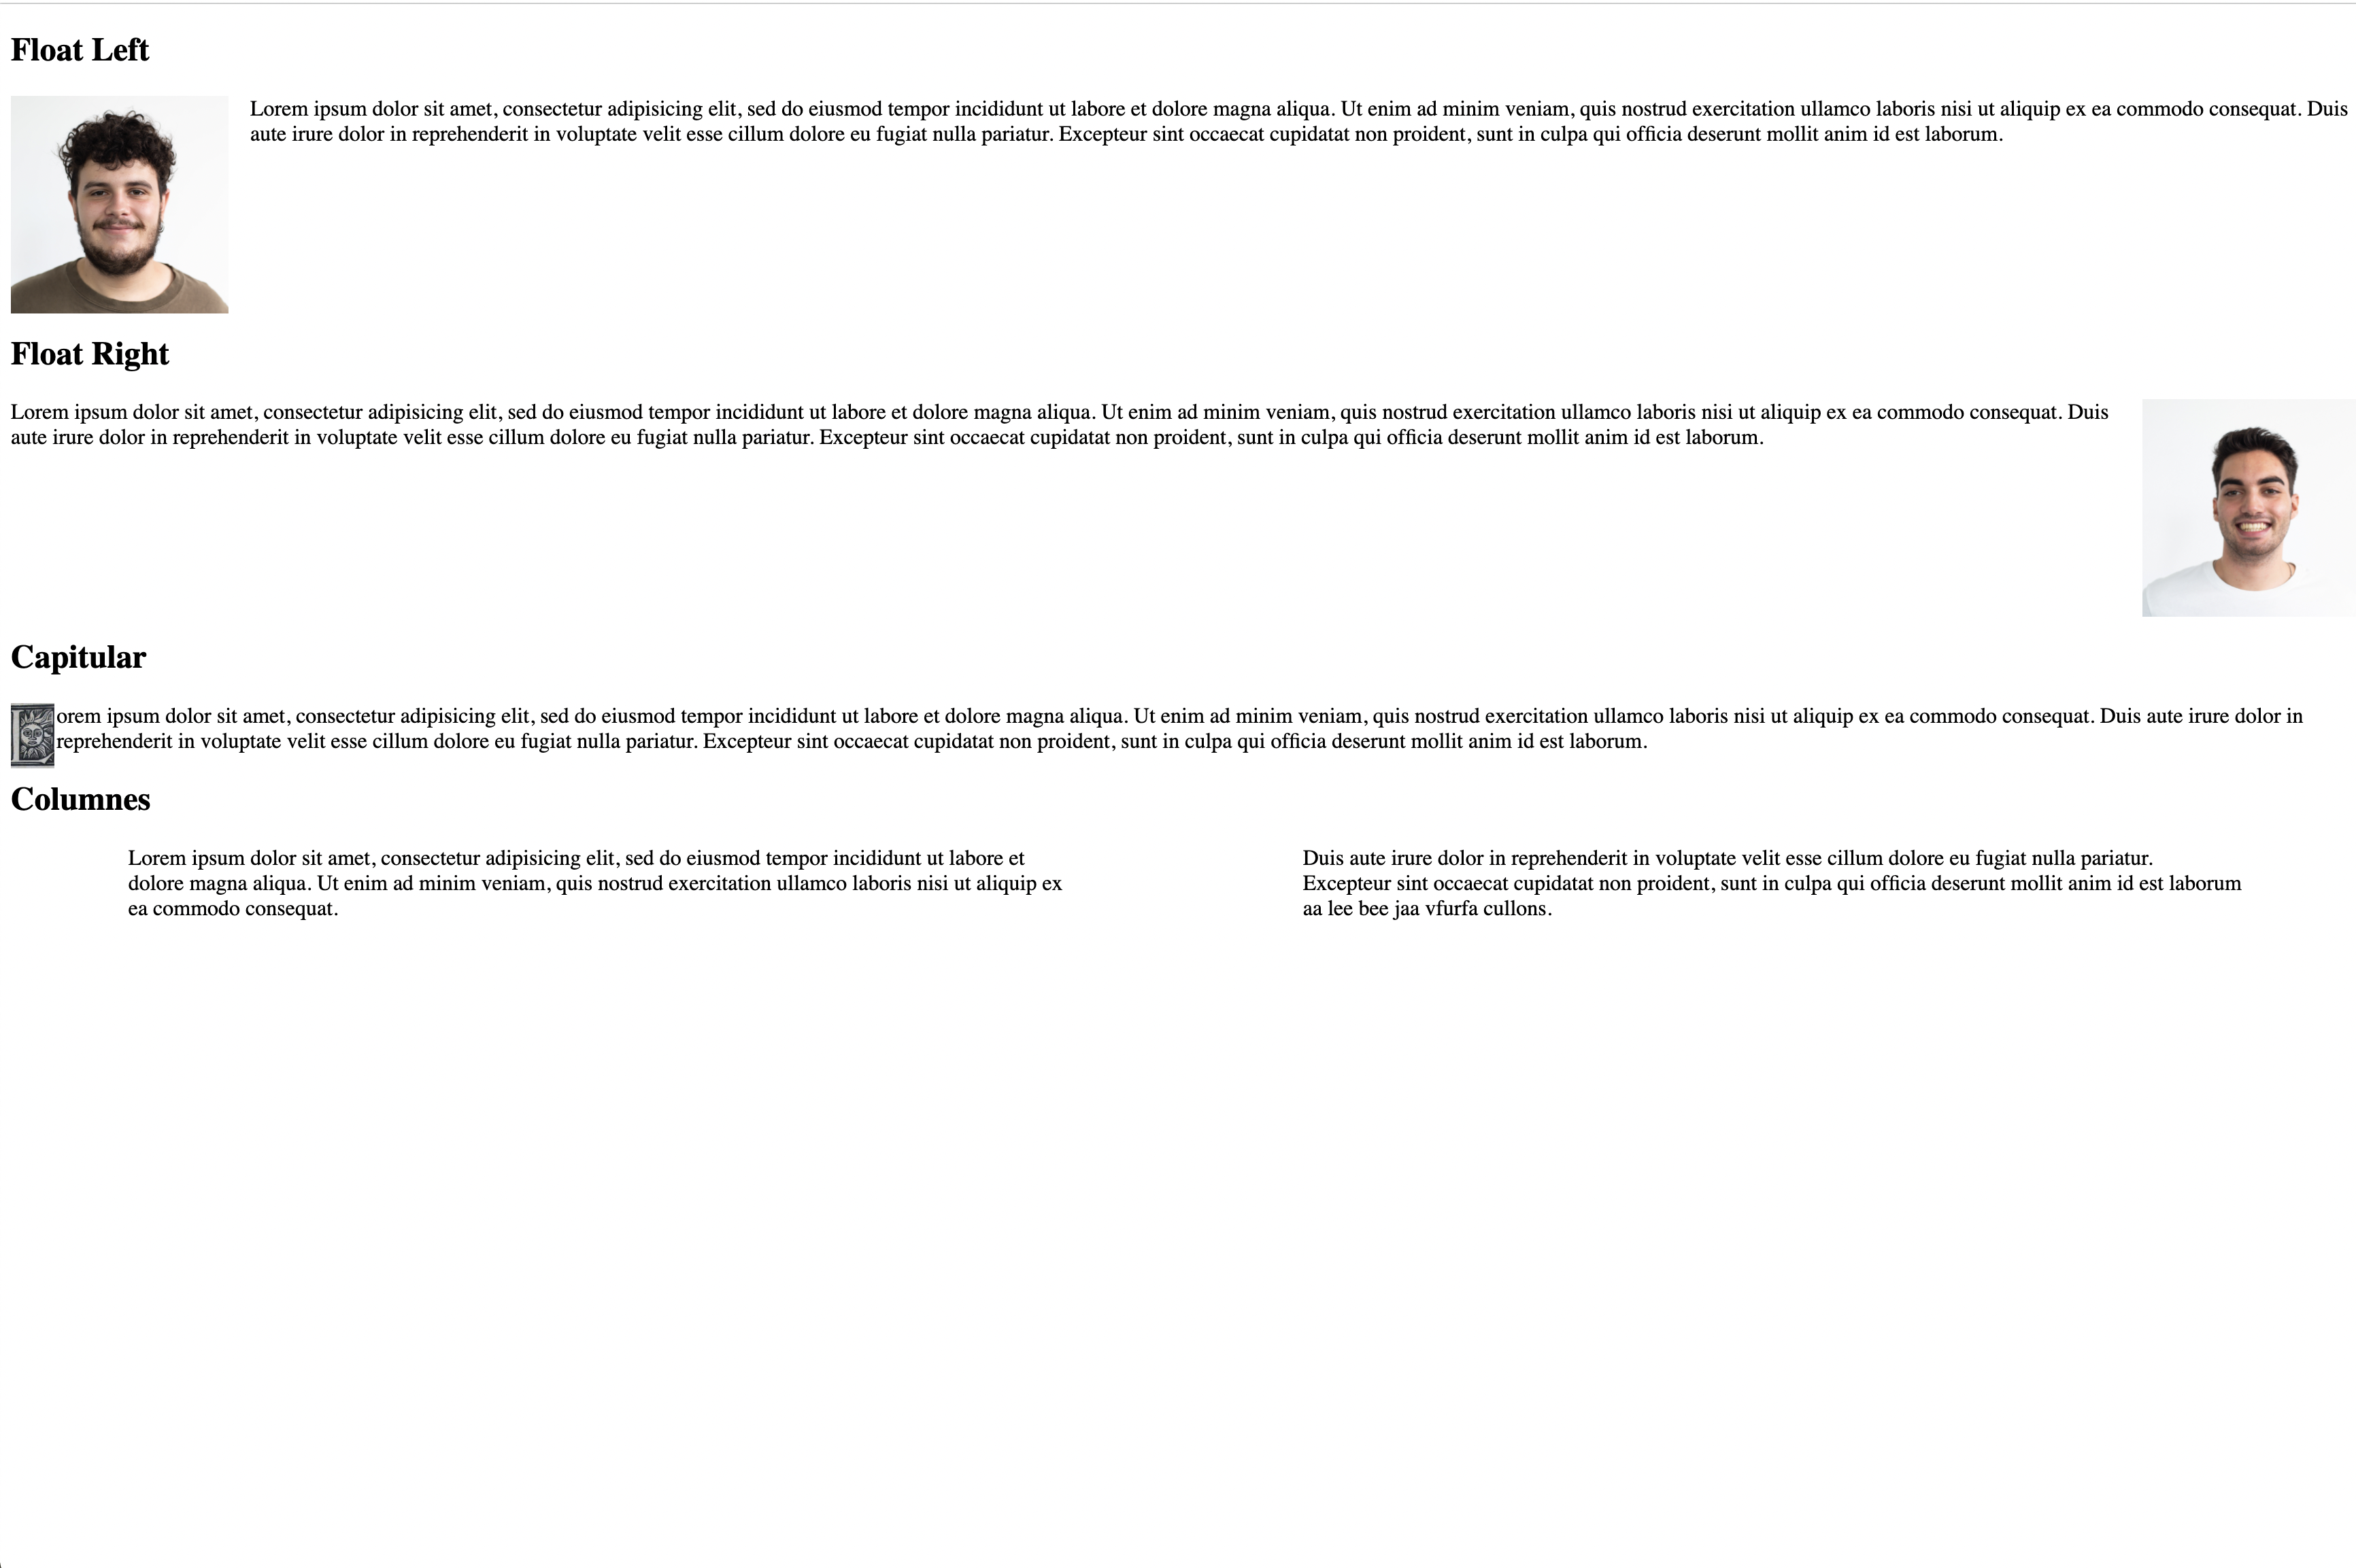 Float Left
Lorem ipsum dolor sit amet, consectetur adipisicing elit, sed do eiusmod tempor incididunt ut labore et dolore magna aliqua. Ut enim ad minim veniam, quis nostrud exercitation ullamco laboris nisi ut aliquip ex ea commodo consequat. Duis
aute irure dolor in reprehenderit in voluptate velit esse cillum dolore eu fugiat nulla pariatur. Excepteur sint occaecat cupidatat non proident, sunt in culpa qui officia deserunt mollit anim id est laborum.
Float Right
Lorem ipsum dolor sit amet, consectetur adipisicing elit, sed do eiusmod tempor incididunt ut labore et dolore magna aliqua. Ut enim ad minim veniam, quis nostrud exercitation ullamco laboris nisi ut aliquip ex ea commodo consequat. Duis
aute irure dolor in reprehenderit in voluptate velit esse cillum dolore eu fugiat nulla pariatur. Excepteur sint occaecat cupidatat non proident, sunt in culpa qui officia deserunt mollit anim id est laborum.
Capitular
Lorem ipsum dolor sit amet, consectetur adipisicing elit, sed do eiusmod tempor incididunt ut labore et dolore magna aliqua. Ut enim ad minim veniam, quis nostrud exercitation ullamco laboris nisi ut aliquip ex ea commodo consequat. Duis aute irure dolor in
reprehenderit in voluptate velit esse cillum dolore eu fugiat nulla pariatur. Excepteur sint occaecat cupidatat non proident, sunt in culpa qui officia deserunt mollit anim id est laborum.
Columnes
Lorem ipsum dolor sit amet, consectetur adipisicing elit, sed do eiusmod tempor incididunt ut labore et
dolore magna aliqua. Ut enim ad minim veniam, quis nostrud exercitation ullamco laboris nisi ut aliquip ex
ea commodo consequat.
Duis aute irure dolor in reprehenderit in voluptate velit esse cillum dolore eu fugiat nulla pariatur.
Excepteur sint occaecat cupidatat non proident, sunt in culpa qui officia deserunt mollit anim id est laborum
aa lee bee jaa vfurfa cullons.